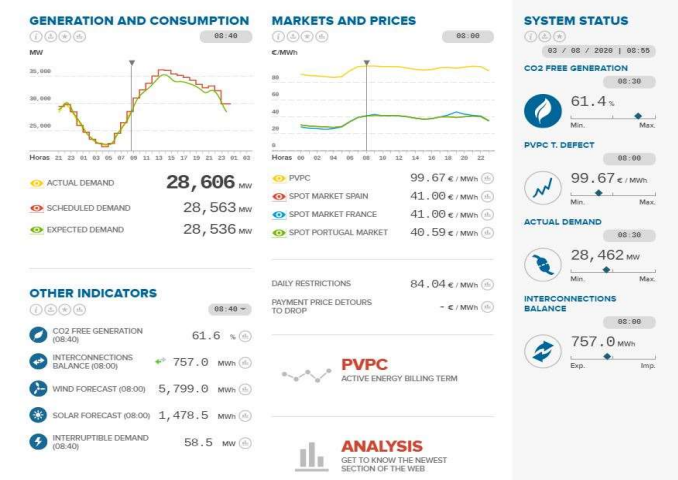 GENERATION AND CONSUMPTION
08:40
MW
35,000
30,000
25,000
Horas 21 23 01 03 05 07 09 11 13 15 17 19 21 23 01 03
ACTUAL DEMAND 28,606 MW
SCHEDULED DEMAND 28,563 MW
EXPECTED DEMAND 28,536 MW
OTHER INDICATORS
08:40
CO2 FREE GENERATION
(08:40) 61.6 %
INTERCONNECTIONS
BALANCE (08:00) 757.0 MWh
WIND FORECAST (08:00) 5,799.0 MWh
SOLAR FORECAST (08:00) 1,478.5 MWh
INTERRUPTIBLE DEMAND
(08:40) 58.5 MW
MARKETS AND PRICES
08:00
€/MWh
80
60
40
20
Horas 00 02 04 06 08 10 12 14 16 18 20 22
PVPC 99.67 € / MWh
SPOT MARKET SPAIN 41.00 € / MWh
SPOT MARKET FRANCE 41.00 € / MWh
SPOT PORTUGAL MARKET 40.59 € / MWh
DAILY RESTRICTIONS 84.04 € / MWh
PAYMENT PRICE DETOURS
TO DROP - € / MWh
PVPC
ACTIVE ENERGY BILLING TERM
ANALYSIS
GET TO KNOW THE NEWEST
SECTION OF THE WEB
SYSTEM STATUS
03 / 08 / 2020 | 08:55
CO2 FREE GENERATION
08:30
61.4 %
Min. Max.
PVPC T. DEFECT
08:00
99.67 € / MWh
Min. Max.
ACTUAL DEMAND
08:30
28,462 MW
Min. Max.
INTERCONNECTIONS
BALANCE
08:00
757.0 MWh
Exp. Imp.